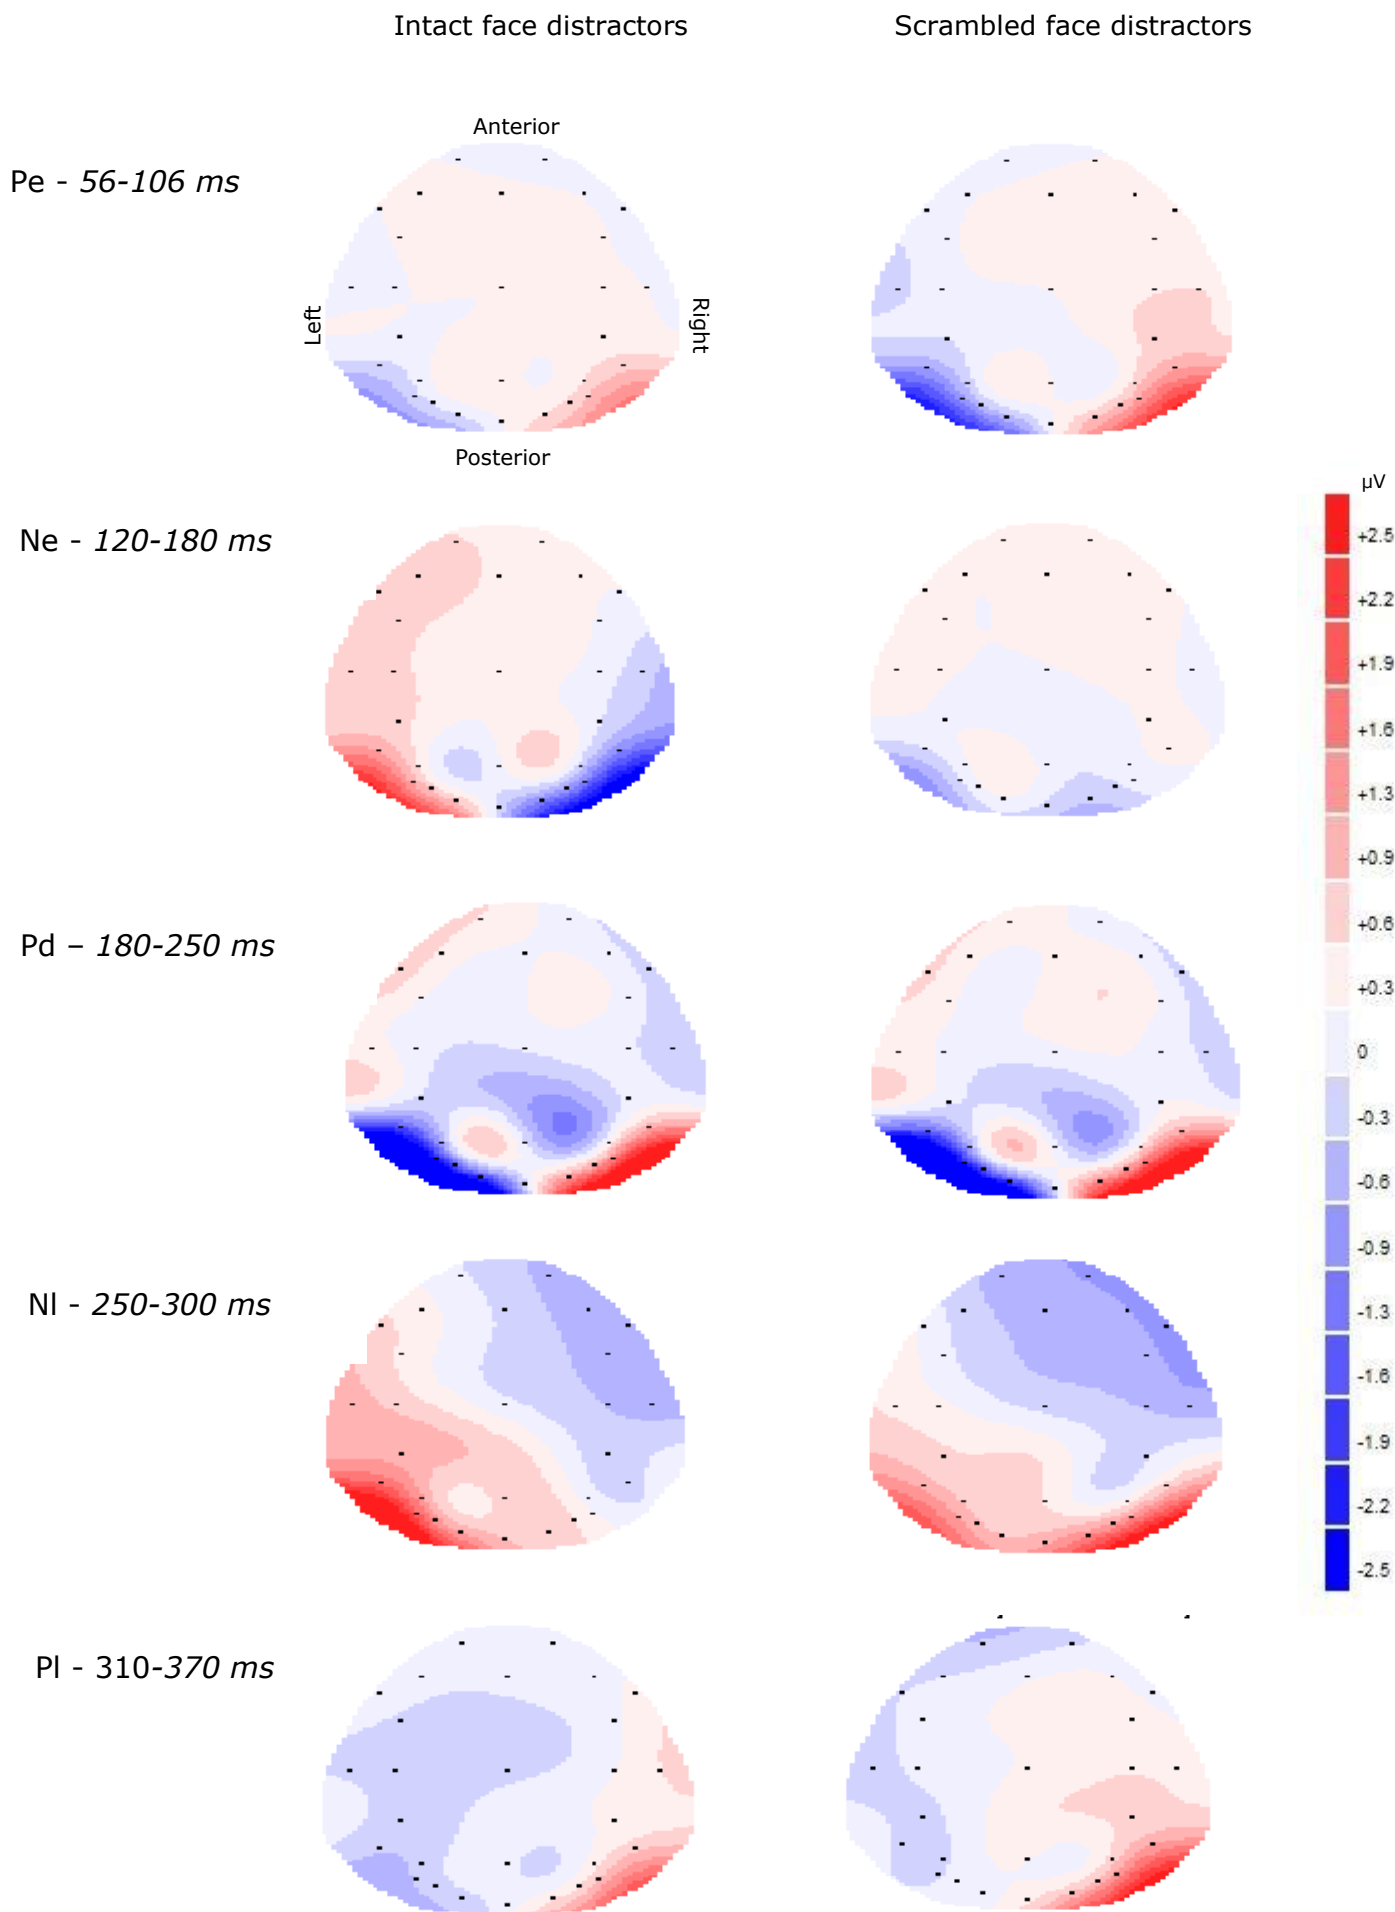 Intact face distractors
Scrambled face distractors
Anterior
Pe - 56-106 ms
Left
Right
Posterior
µV
Ne - 120-180 ms
+2.5
+2.2
+1.9
+1.6
+1.3
+0.9
Pd – 180-250 ms
+0.6
+0.3
0
-0.3
-0.6
-0.9
Nl - 250-300 ms
-1.3
-1.6
-1.9
-2.2
-2.5
Pl - 310-370 ms